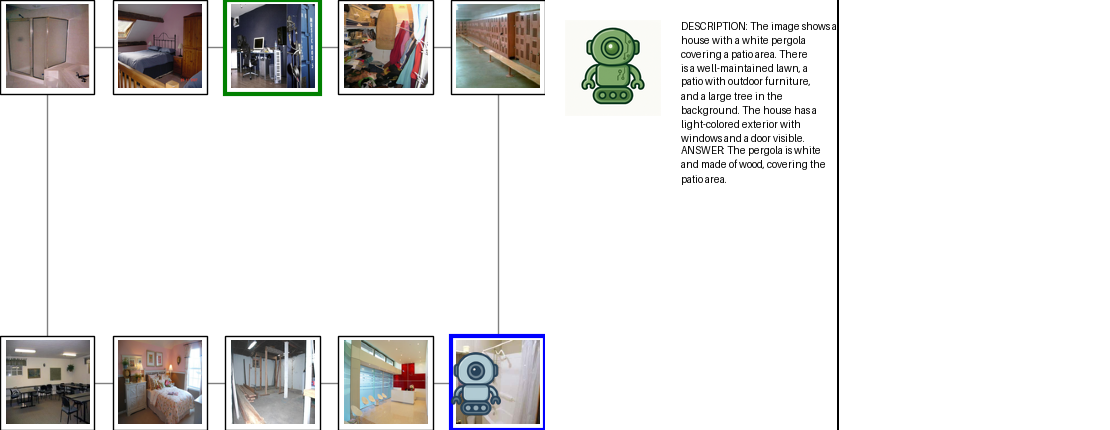 DESCRIPTION: The image shows a
house with a white pergola
covering a patio area. There
is a well-maintained lawn, a
patio with outdoor furniture,
and a large tree in the
background. The house has a
light-colored exterior with
windows and a door visible.
ANSWER: The pergola is white
and made of wood, covering the
patio area.